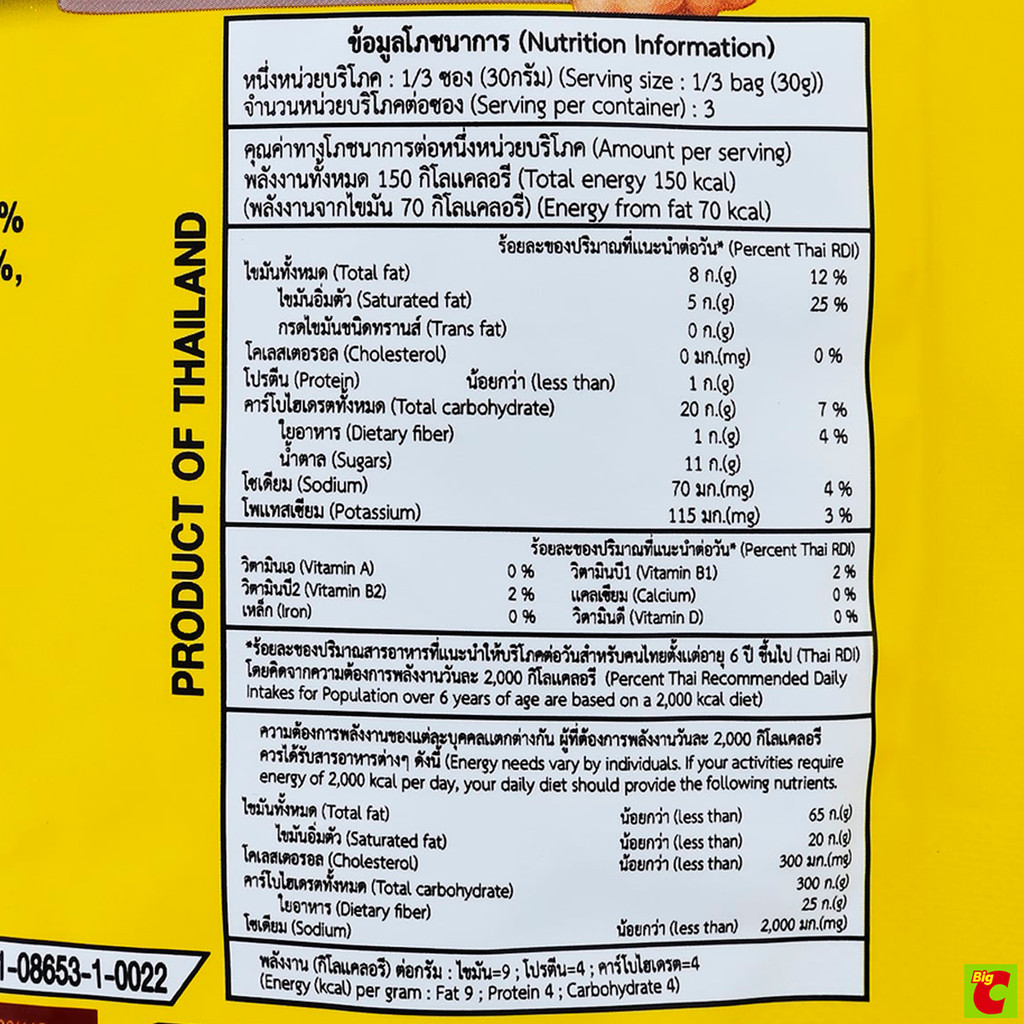 ข้อมูลโภชนาการ (Nutrition Information)
หนึ่งหน่วยบริโภค : 1/3 ซอง (30กรัม) (Serving size : 1/3 bag (30g))
จำนวนหน่วยบริโภคต่อซอง (Serving per container) : 3
คุณค่าทางโภชนาการต่อหนึ่งหน่วยบริโภค (Amount per serving)
พลังงานทั้งหมด 150 กิโลแคลอรี (Total energy 150 kcal)
(พลังงานจากไขมัน 70 กิโลแคลอรี) (Energy from fat 70 kcal)
ร้อยละของปริมาณที่แนะนำต่อวัน* (Percent Thai RDI)
ไขมันทั้งหมด (Total fat) 8 ก.(g) 12 %
ไขมันอิ่มตัว (Saturated fat) 5 ก.(g) 25 %
กรดไขมันชนิดทรานส์ (Trans fat) 0 ก.(g)
โคเลสเตอรอล (Cholesterol) 0 มก.(mg) 0 %
โปรตีน (Protein) น้อยกว่า (less than) 1 ก.(g)
คาร์โบไฮเดรตทั้งหมด (Total carbohydrate) 20 ก.(g) 7 %
ใยอาหาร (Dietary fiber) 1 ก.(g) 4 %
น้ำตาล (Sugars) 11 ก.(g)
โซเดียม (Sodium) 70 มก.(mg) 4 %
โพแทสเซียม (Potassium) 115 มก.(mg) 3 %
ร้อยละของปริมาณที่แนะนำต่อวัน* (Percent Thai RDI)
วิตามินเอ (Vitamin A) 0 % วิตามินบี1 (Vitamin B1) 2 %
วิตามินบี2 (Vitamin B2) 2 % แคลเซียม (Calcium) 0 %
เหล็ก (Iron) 0 % วิตามินดี (Vitamin D) 0 %
*ร้อยละของปริมาณสารอาหารที่แนะนำให้บริโภคต่อวันสำหรับคนไทยตั้งแต่อายุ 6 ปี ขึ้นไป (Thai RDI)
โดยคิดจากความต้องการพลังงานวันละ 2,000 กิโลแคลอรี (Percent Thai Recommended Daily
Intakes for Population over 6 years of age are based on a 2,000 kcal diet)
ความต้องการพลังงานของแต่ละบุคคลแตกต่างกัน ผู้ที่ต้องการพลังงานวันละ 2,000 กิโลแคลอรี
ควรได้รับสารอาหารต่างๆ ดังนี้ (Energy needs vary by individuals. If your activities require
energy of 2,000 kcal per day, your daily diet should provide the following nutrients.
ไขมันทั้งหมด (Total fat) น้อยกว่า (less than) 65 ก.(g)
ไขมันอิ่มตัว (Saturated fat) น้อยกว่า (less than) 20 ก.(g)
โคเลสเตอรอล (Cholesterol) น้อยกว่า (less than) 300 มก.(mg)
คาร์โบไฮเดรตทั้งหมด (Total carbohydrate) 300 ก.(g)
ใยอาหาร (Dietary fiber) 25 ก.(g)
โซเดียม (Sodium) น้อยกว่า (less than) 2,000 มก.(mg)
พลังงาน (กิโลแคลอรี) ต่อกรัม : ไขมัน=9 ; โปรตีน=4 ; คาร์โบไฮเดรต=4
(Energy (kcal) per gram : Fat 9 ; Protein 4 ; Carbohydrate 4)
PRODUCT OF THAILAND
%
%,
1-08653-1-0022
Big C